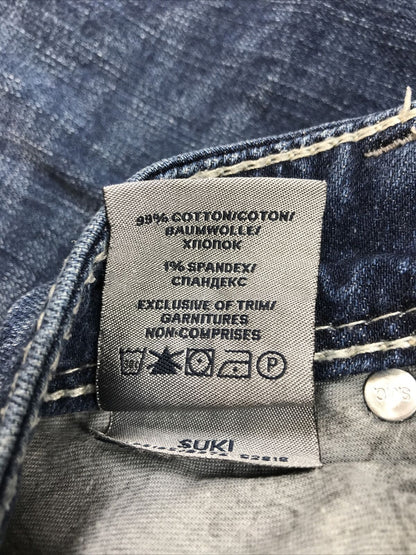 99% COTTON/COTON/
BAUMWOLLE/
ХЛОПОК
1% SPANDEX/
СПАНДЕКС
EXCLUSIVE OF TRIM/
GARNITURES
NON-COMPRISES
P
SUKI